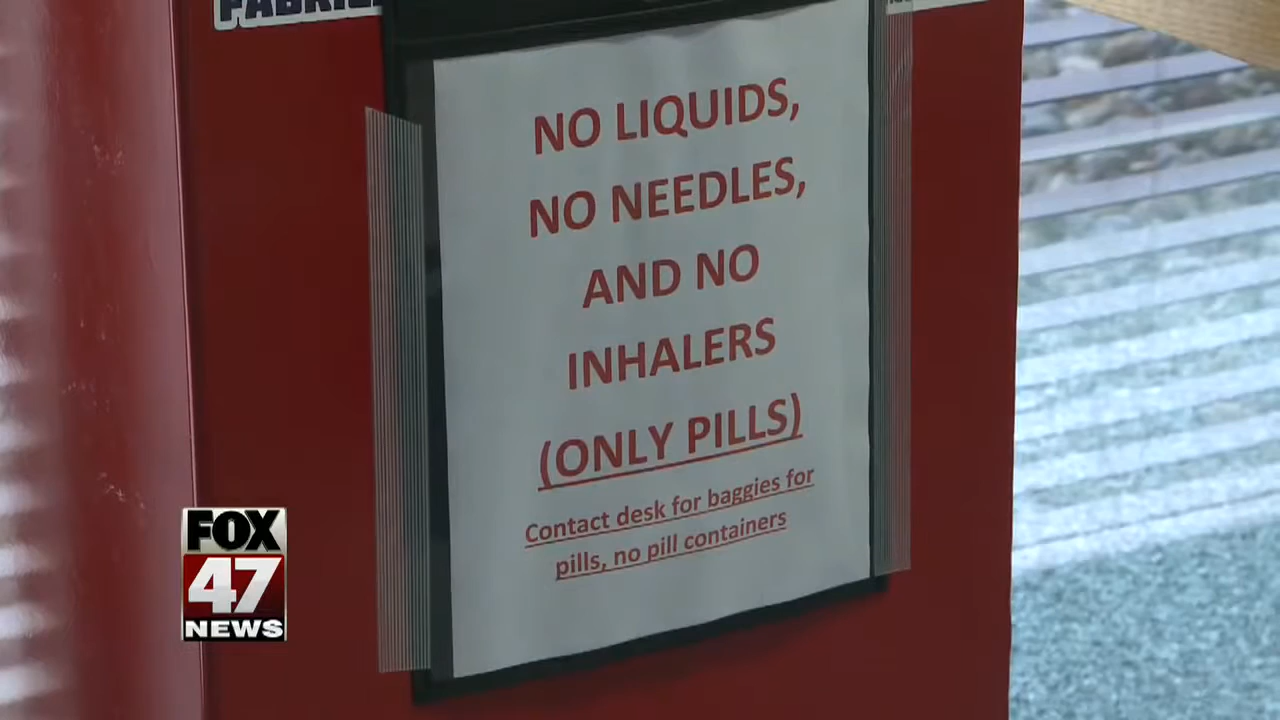 NO LIQUIDS,
NO NEEDLES,
AND NO
INHALERS
(ONLY PILLS)
Contact desk for baggies for
pills, no pill containers
FOX
47
NEWS